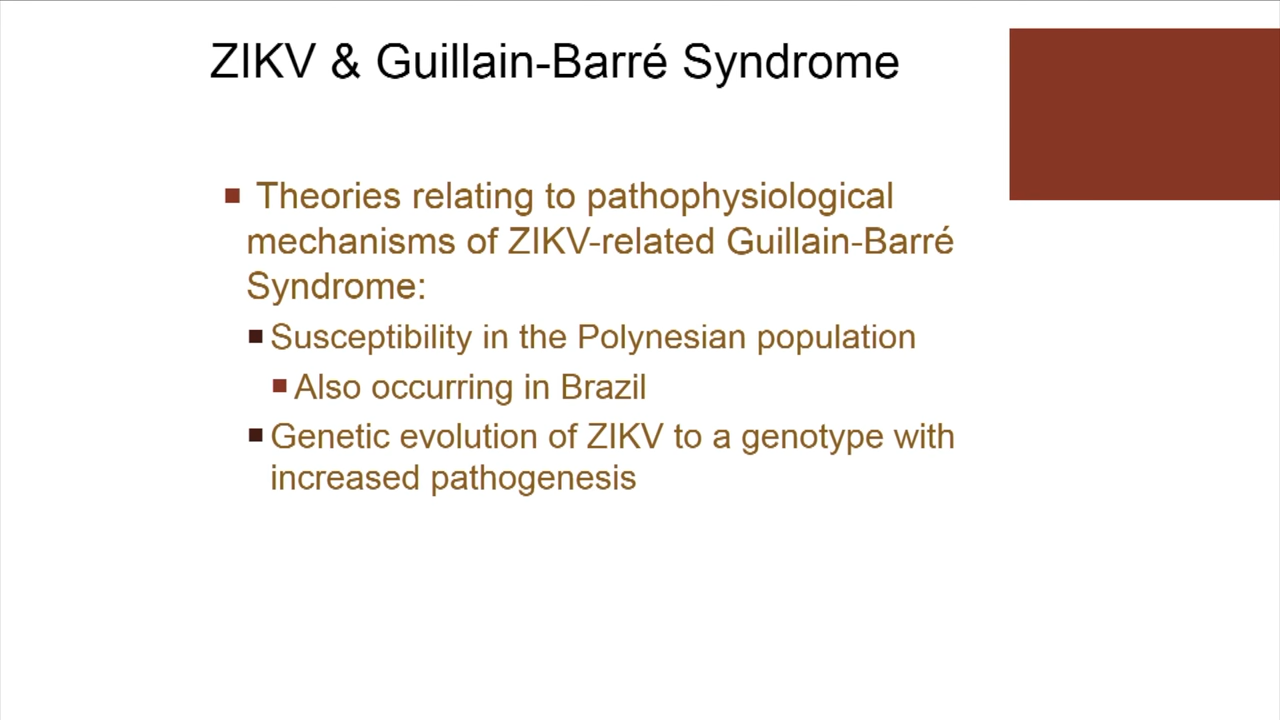 ZIKV & Guillain-Barré Syndrome
Theories relating to pathophysiological
mechanisms of ZIKV-related Guillain-Barré
Syndrome:
Susceptibility in the Polynesian population
Also occurring in Brazil
Genetic evolution of ZIKV to a genotype with
increased pathogenesis